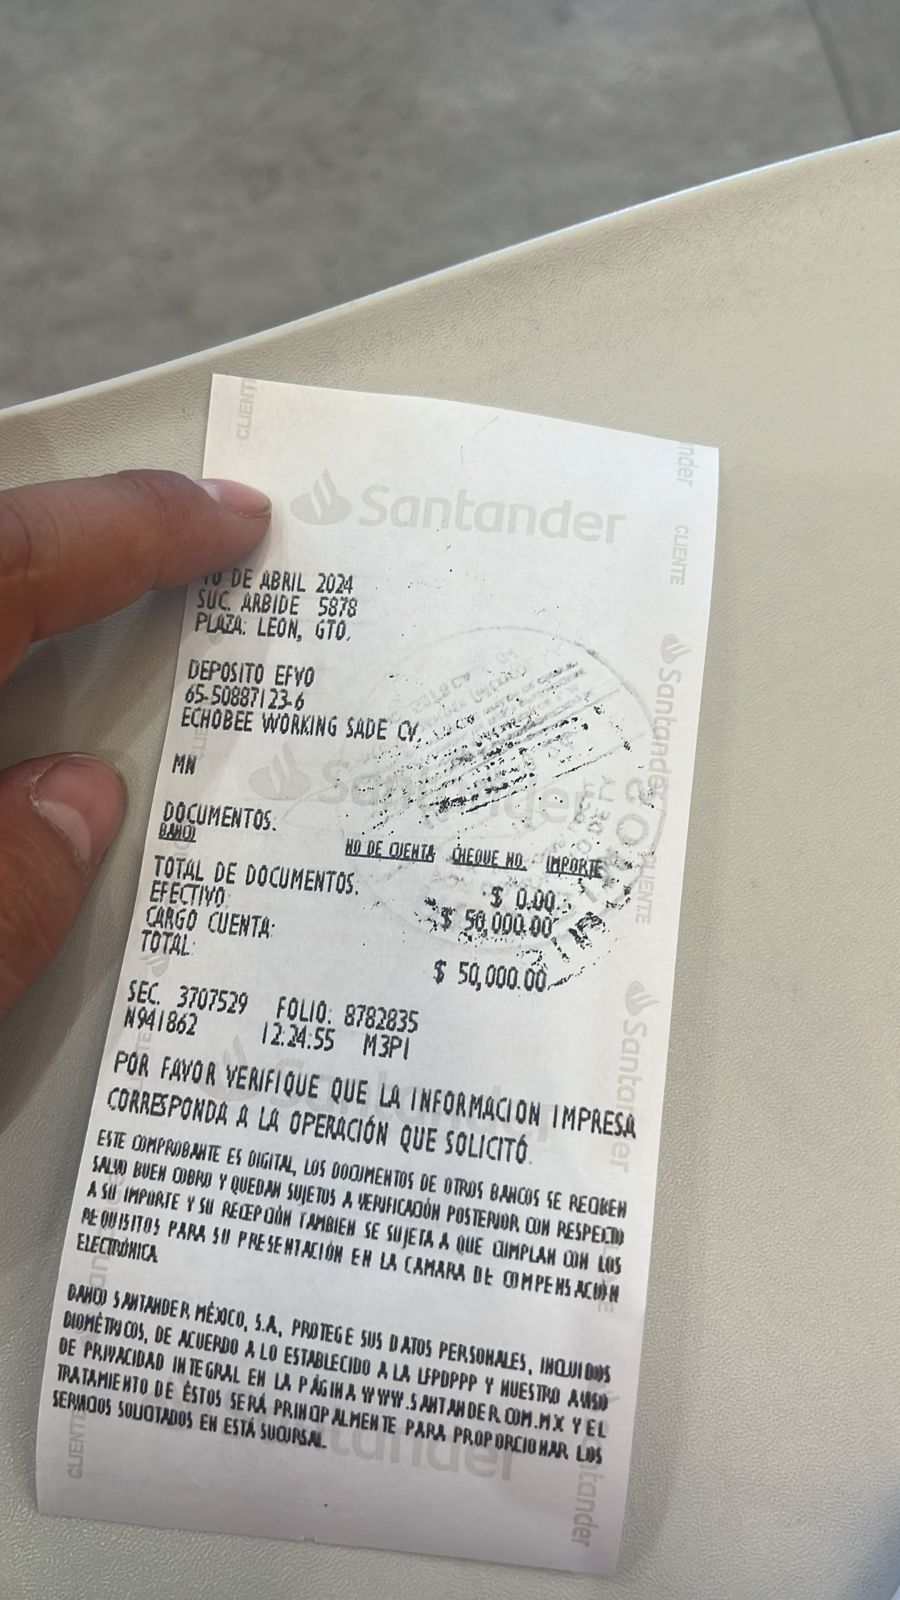 Santander
CLIENTE
DE ABRIL 2024
SUC. ARBIDE 5878
PLAZA: LEON, GTO.
DEPOSITO EFVO
65-50887123-6
ECHOBEE WORKING SADE CV.
MN
DOCUMENTOS.
BANCO NO DE CUENTA CHEQUE NO. IMPORTE
TOTAL DE DOCUMENTOS. $ 0.00
EFECTIVO: $ 50,000.00
CARGO CUENTA:
TOTAL: $ 50,000.00
SEC. 3707529 FOLIO: 8782835
N941862 12:24:55 M3P1
POR FAVOR VERIFIQUE QUE LA INFORMACION IMPRESA
CORRESPONDA A LA OPERACIÓN QUE SOLICITÓ.
ESTE COMPROBANTE ES DIGITAL, LOS DOCUMENTOS DE OTROS BANCOS SE RECIBEN
SALVO BUEN COBRO Y QUEDAN SUJETOS A VERIFICACIÓN POSTERIOR CON RESPECTO
A SU IMPORTE Y SU RECEPCIÓN TAMBIEN SE SUJETA A QUE CUMPLAN CON LOS
REQUISITOS PARA SU PRESENTACIÓN EN LA CAMARA DE COMPENSACIÓN
ELECTRÓNICA
BANCO SANTANDER MÉXICO, S.A., PROTEGE SUS DATOS PERSONALES, INCLUIDOS
BIOMÉTRICOS, DE ACUERDO A LO ESTABLECIDO A LA LFPDPPP Y NUESTRO AVISO
DE PRIVACIDAD INTEGRAL EN LA PÁGINA WWW.SANTANDER.COM.MX Y EL
TRATAMIENTO DE ÉSTOS SERÁ PRINCIPALMENTE PARA PROPORCIONAR LOS
SERVICIOS SOLICITADOS EN ESTÁ SUCURSAL.